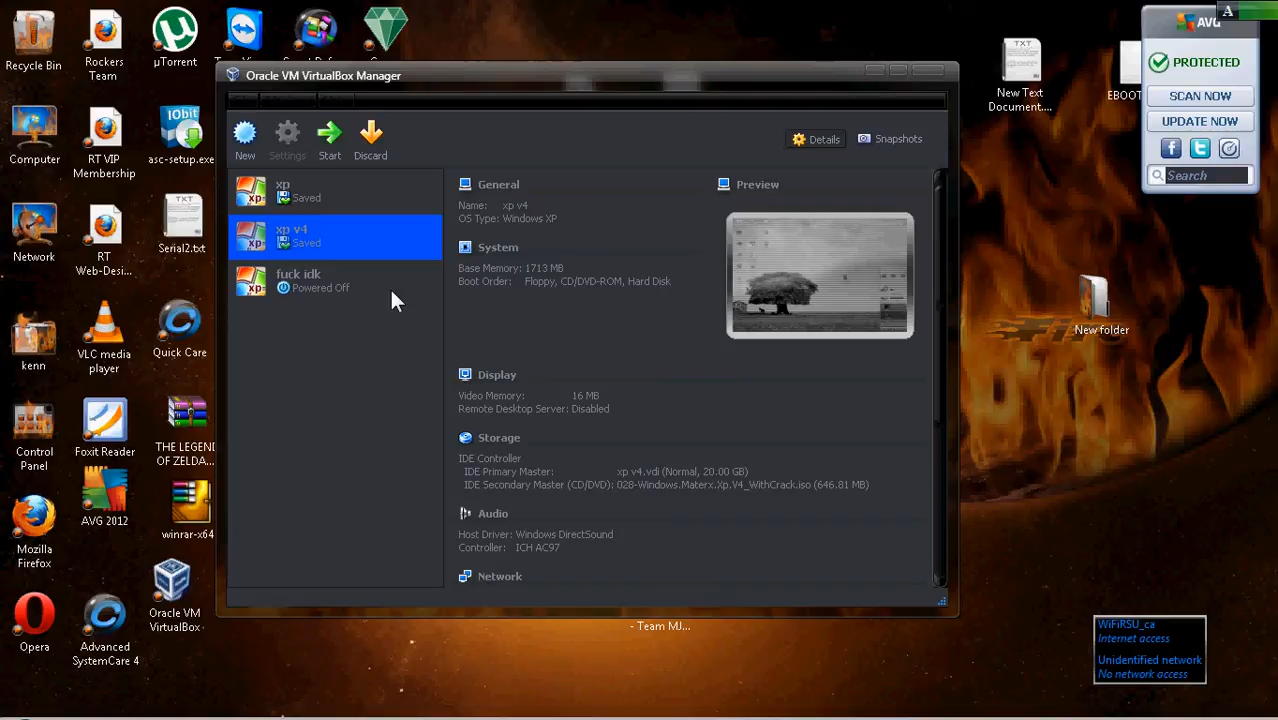 Recycle Bin
Rockers
Team
µTorrent
A
AVG
PROTECTED
SCAN NOW
UPDATE NOW
Search
TXT
New Text
Document....
EBOOT
Oracle VM VirtualBox Manager
New
Settings
Start
Discard
Details
Snapshots
xp
Saved
xp v4
Saved
fuck idk
Powered Off
General
Name: xp v4
OS Type: Windows XP
System
Base Memory: 1713 MB
Boot Order: Floppy, CD/DVD-ROM, Hard Disk
Preview
Display
Video Memory: 16 MB
Remote Desktop Server: Disabled
Storage
IDE Controller
IDE Primary Master: xp v4.vdi (Normal, 20.00 GB)
IDE Secondary Master (CD/DVD): 028-Windows.Materx.Xp.V4_WithCrack.iso (646.81 MB)
Audio
Host Driver: Windows DirectSound
Controller: ICH AC97
Network
Computer
RT VIP
Membership
IObit
asc-setup.exe
Network
RT
Web-Desi...
TXT
Serial2.txt
kenn
VLC media
player
Quick Care
Control
Panel
Foxit Reader
THE LEGEND
OF ZELDA...
Mozilla
Firefox
AVG 2012
winrar-x64
Opera
Advanced
SystemCare 4
Oracle VM
VirtualBox
New folder
- Team MJ...
WiFiRSU_ca
Internet access
Unidentified network
No network access